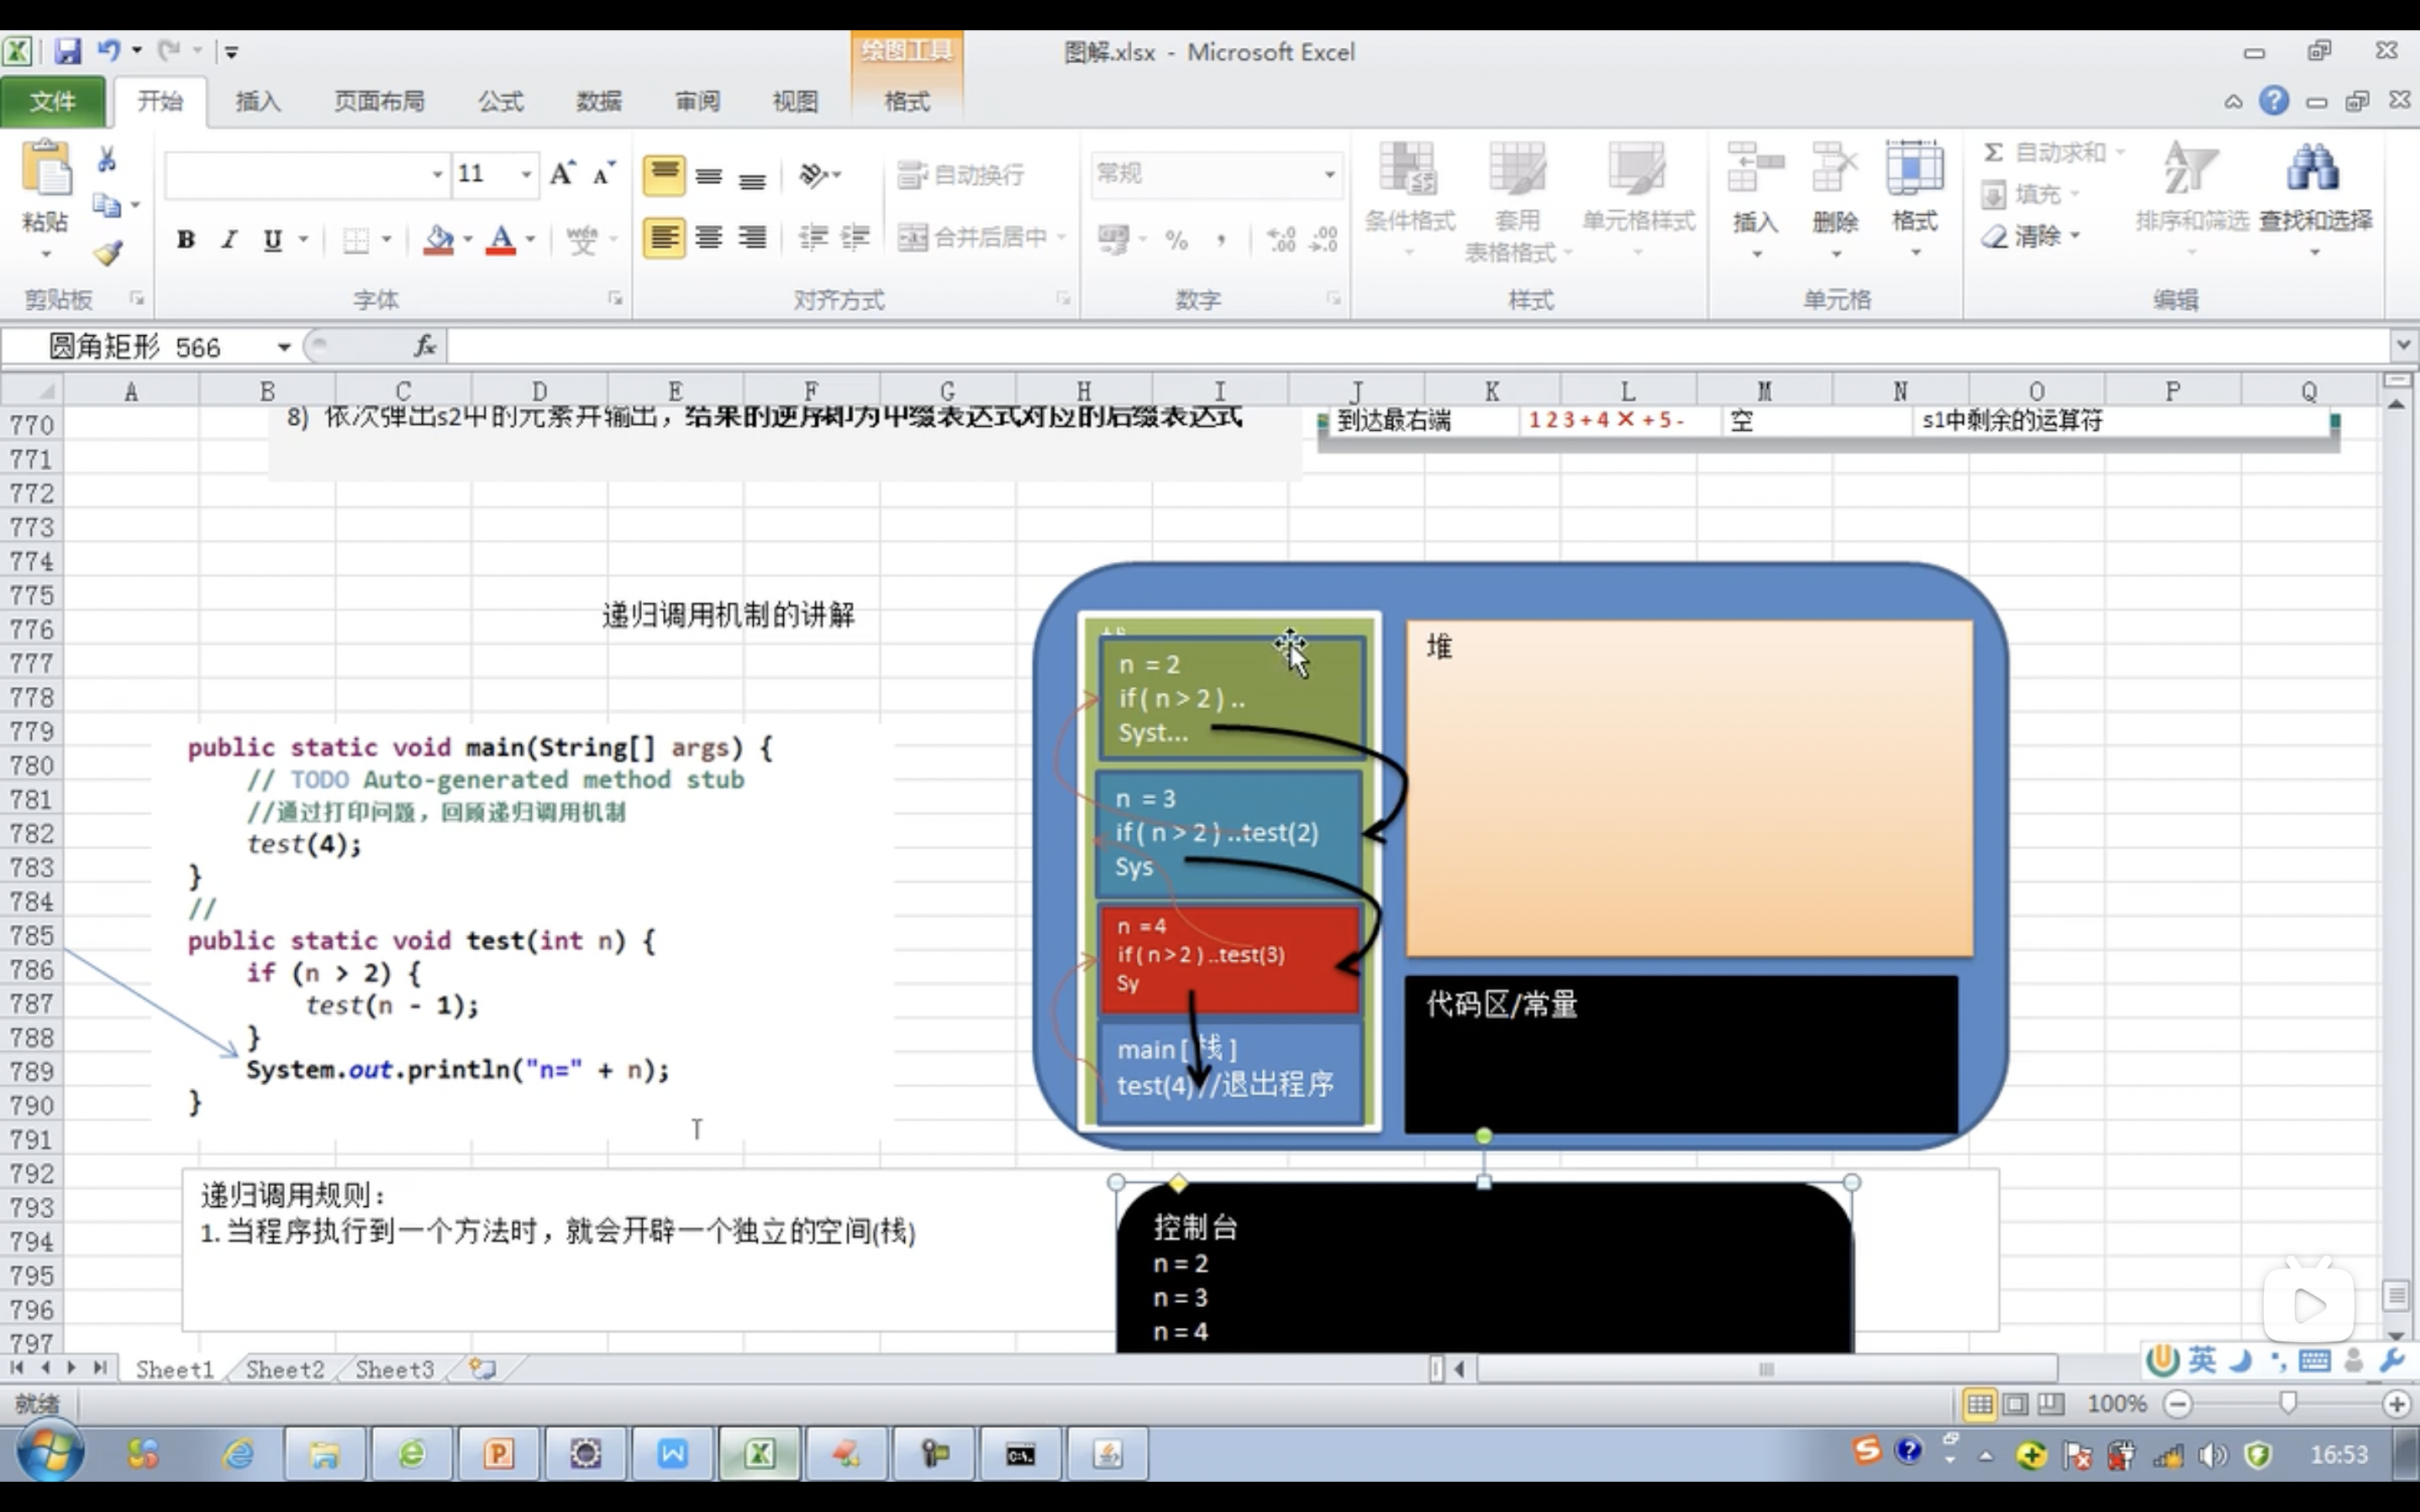 绘图工具
图解.xlsx - Microsoft Excel
文件 开始 插入 页面布局 公式 数据 审阅 视图 格式
11
自动换行
常规
自动求和
填充
清除
粘贴
B I U
wén 文
合并后居中
% ,
条件格式
套用
表格格式
单元格样式
插入
删除
格式
排序和筛选
查找和选择
剪贴板 字体 对齐方式 数字 样式 单元格 编辑
圆角矩形 566
fx
A B C D E F G H I J K L M N O P Q
770
771
772
773
774
775
776
777
778
779
780
781
782
783
784
785
786
787
788
789
790
791
792
793
794
795
796
797
8) 依次弹出s2中的元素并输出，结果的逆序即为中缀表达式对应的后缀表达式
到达最右端 1 2 3 + 4 × + 5 - 空 s1中剩余的运算符
递归调用机制的讲解
public static void main(String[] args) {
// TODO Auto-generated method stub
//通过打印问题，回顾递归调用机制
test(4);
}
//
public static void test(int n) {
if (n > 2) {
test(n - 1);
}
System.out.println("n=" + n);
}
n = 2
if ( n > 2 ) ..
Syst...
n = 3
if ( n > 2 ) ..test(2)
Sys
n =4
if ( n > 2 ) ..test(3)
Sy
main [ 栈 ]
test(4)//退出程序
堆
代码区/常量
递归调用规则：
1. 当程序执行到一个方法时，就会开辟一个独立的空间(栈)
控制台
n = 2
n = 3
n = 4
Sheet1 Sheet2 Sheet3
英
就绪
100%
16:53